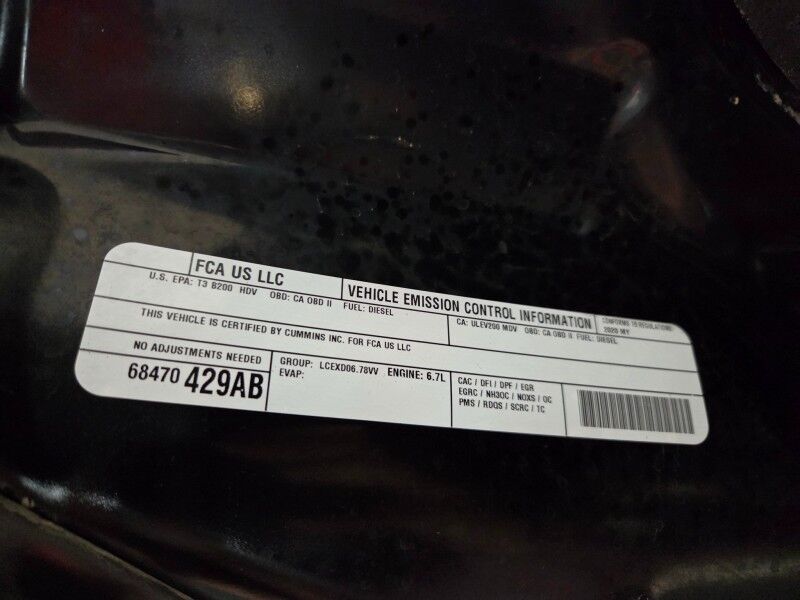 FCA US LLC
VEHICLE EMISSION CONTROL INFORMATION
CONFORMS TO REGULATIONS:
2020 MY
U.S. EPA: T3 B200 HDV OBD: CA OBD II FUEL: DIESEL
CA: ULEV200 MDV OBD: CA OBD II FUEL: DIESEL
THIS VEHICLE IS CERTIFIED BY CUMMINS INC. FOR FCA US LLC
NO ADJUSTMENTS NEEDED
68470 429AB
GROUP: LCEXD06.78VV ENGINE: 6.7L
EVAP:
CAC / DFI / DPF / EGR
EGRC / NH3OC / NOXS / OC
PMS / RDQS / SCRC / TC